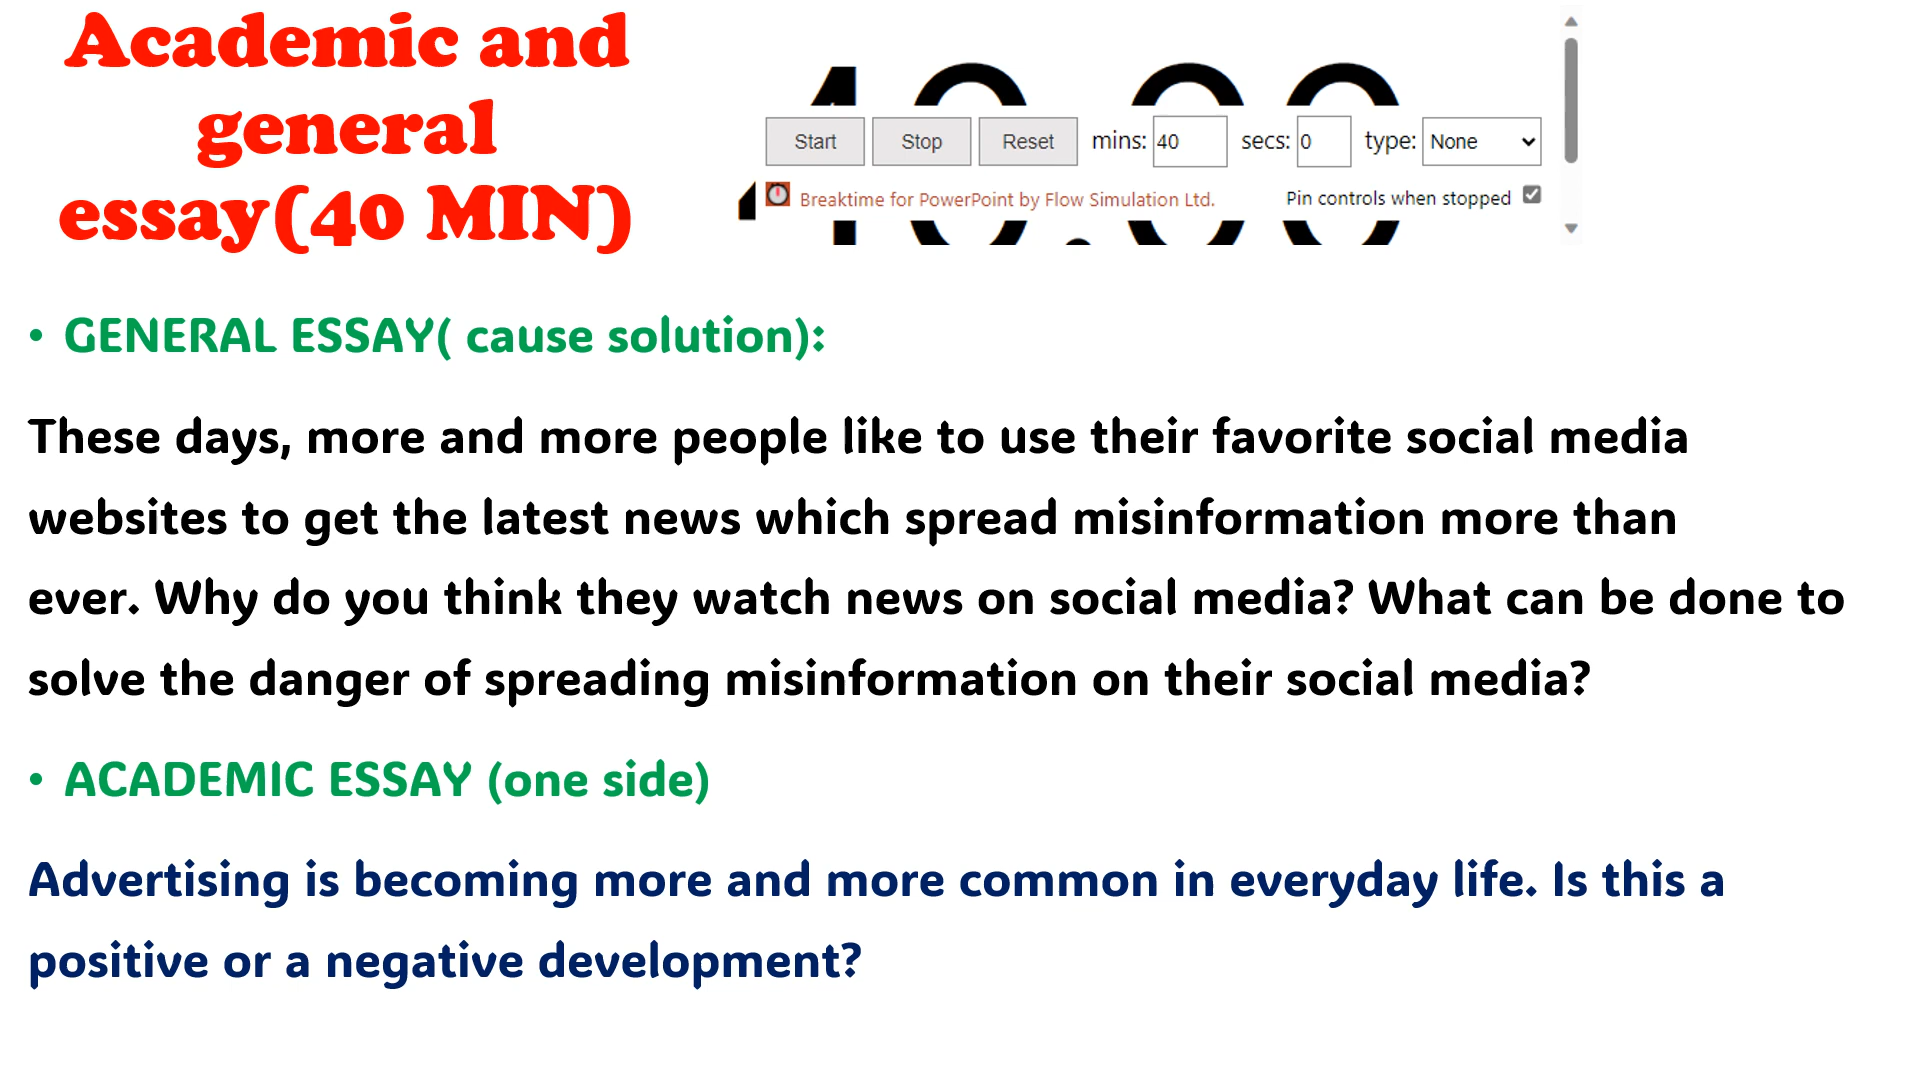 Academic and
general
essay(40 MIN)
Start Stop Reset mins: 40 secs: 0 type: None
Breaktime for PowerPoint by Flow Simulation Ltd. Pin controls when stopped
• GENERAL ESSAY( cause solution):
These days, more and more people like to use their favorite social media
websites to get the latest news which spread misinformation more than
ever. Why do you think they watch news on social media? What can be done to
solve the danger of spreading misinformation on their social media?
• ACADEMIC ESSAY (one side)
Advertising is becoming more and more common in everyday life. Is this a
positive or a negative development?